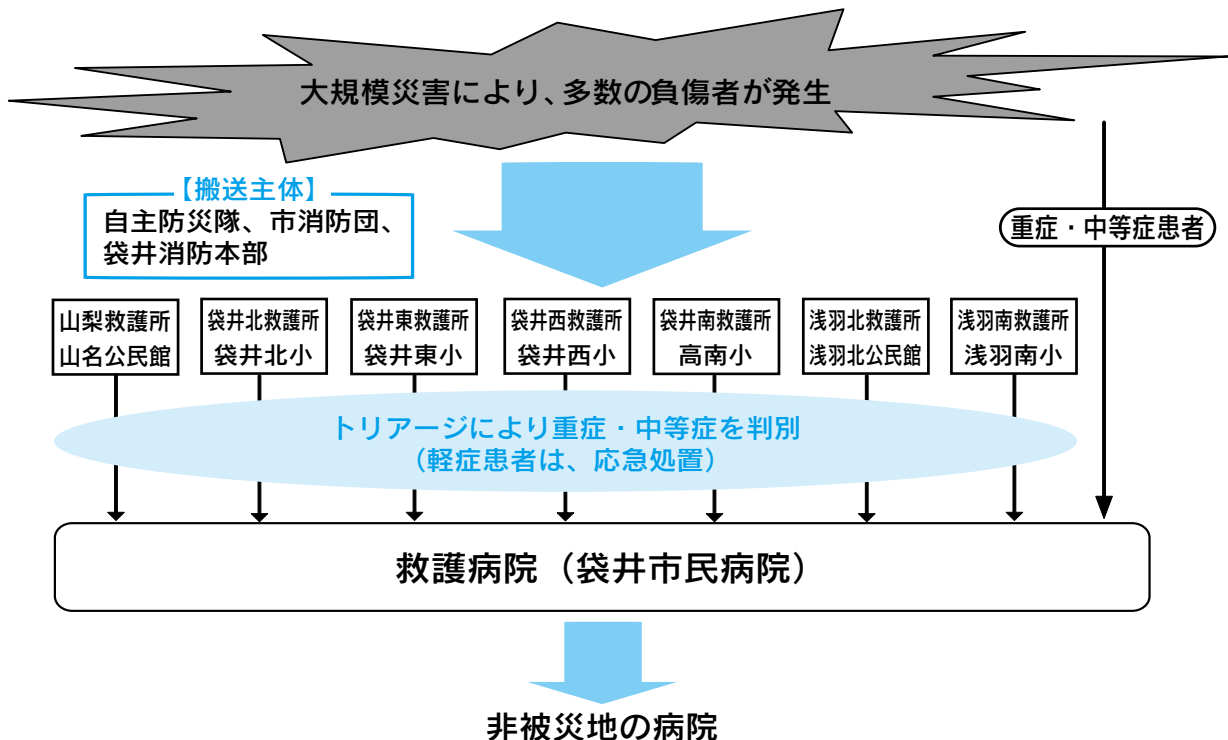 大規模災害により、多数の負傷者が発生
【搬送主体】
自主防災隊、市消防団、
袋井消防本部
重症・中等症患者
山梨救護所
山名公民館
袋井北救護所
袋井北小
袋井東救護所
袋井東小
袋井西救護所
袋井西小
袋井南救護所
高南小
浅羽北救護所
浅羽北公民館
浅羽南救護所
浅羽南小
トリアージにより重症・中等症を判別
（軽症患者は、応急処置）
救護病院（袋井市民病院）
非被災地の病院